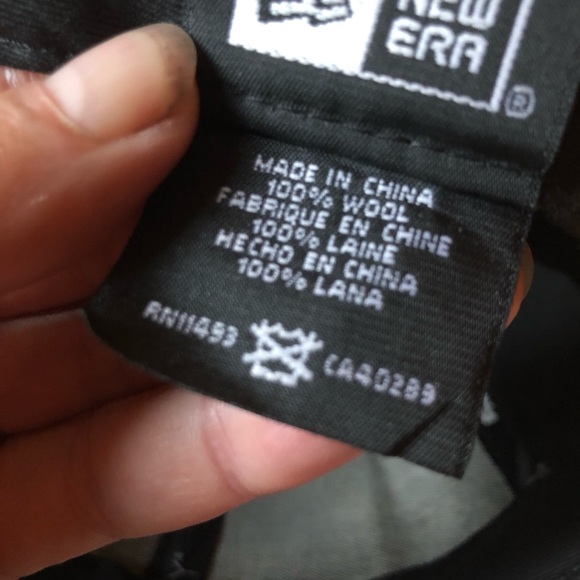 NEW
ERA
®
MADE IN CHINA
100% WOOL
FABRIQUE EN CHINE
100% LAINE
HECHO EN CHINA
100% LANA
RN11493 CA40289